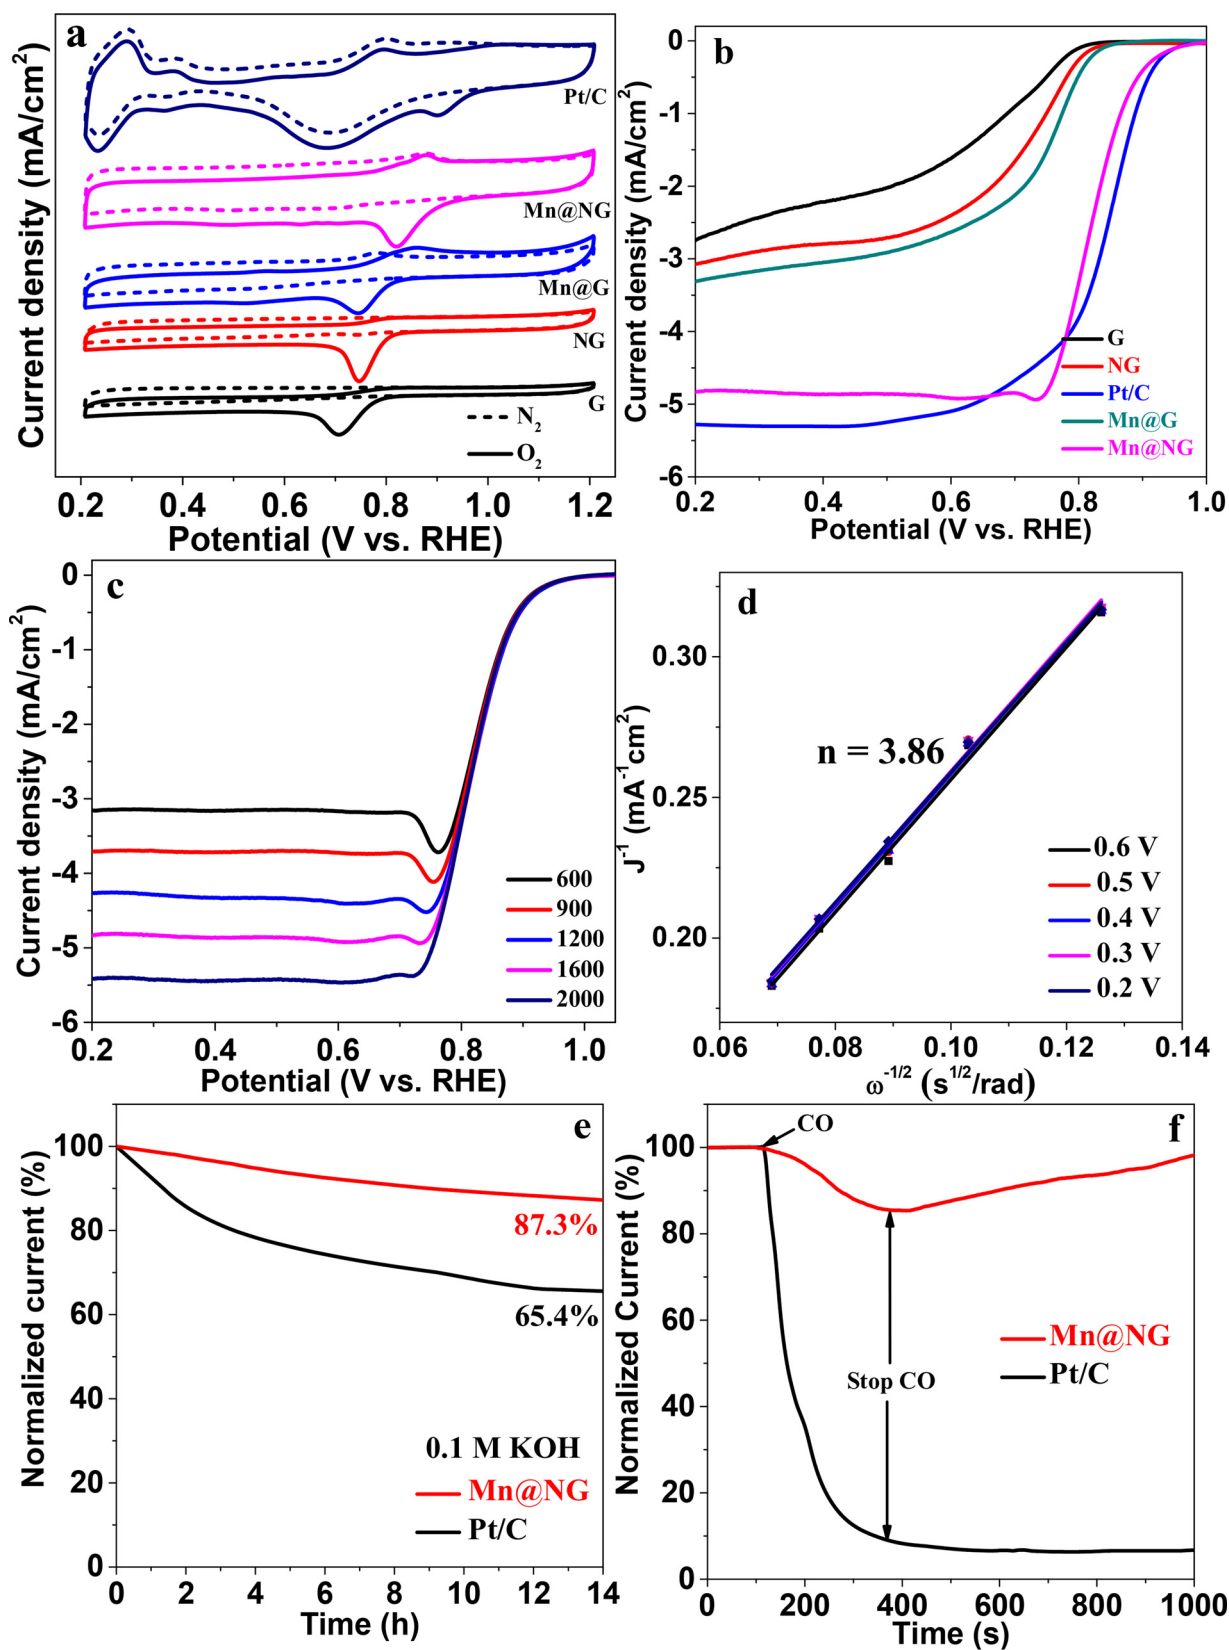 a
Current density (mA/cm²)
Pt/C
Mn@NG
Mn@G
NG
G
N₂
O₂
0.2 0.4 0.6 0.8 1.0 1.2
Potential (V vs. RHE)
b
Current density (mA/cm²)
0
-1
-2
-3
-4
-5
-6
G
NG
Pt/C
Mn@G
Mn@NG
0.2 0.4 0.6 0.8 1.0
Potential (V vs. RHE)
c
Current density (mA/cm²)
0
-1
-2
-3
-4
-5
-6
600
900
1200
1600
2000
0.2 0.4 0.6 0.8 1.0
Potential (V vs. RHE)
d
J⁻¹ (mA⁻¹cm²)
0.30
0.25
0.20
n = 3.86
0.6 V
0.5 V
0.4 V
0.3 V
0.2 V
0.06 0.08 0.10 0.12 0.14
ω⁻¹/² (s¹/²/rad)
e
Normalized current (%)
100
80
60
40
20
0
87.3%
65.4%
0.1 M KOH
Mn@NG
Pt/C
0 2 4 6 8 10 12 14
Time (h)
f
Normalized Current (%)
100
80
60
40
20
0
CO
Stop CO
Mn@NG
Pt/C
0 200 400 600 800 1000
Time (s)